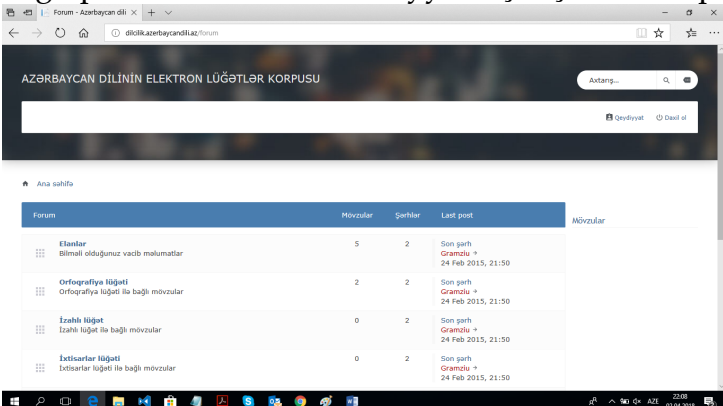 Forum - Azərbaycan dili
dilcilik.azerbaycandili.az/forum
AZƏRBAYCAN DİLİNİN ELEKTRON LÜĞƏTLƏR KORPUSU
Axtarış...
Qeydiyyat Daxil ol
Ana səhifə
Forum Mövzular Şərhlər Last post
Mövzular
Elanlar 5 2 Son şərh
Bilməli olduğunuz vacib məlumatlar Gramziu
24 Feb 2015, 21:50
Orfoqrafiya lüğəti 2 2 Son şərh
Orfoqrafiya lüğəti ilə bağlı mövzular Gramziu
24 Feb 2015, 21:50
İzahlı lüğət 0 2 Son şərh
İzahlı lüğət ilə bağlı mövzular Gramziu
24 Feb 2015, 21:50
İxtisarlar lüğəti 0 2 Son şərh
İxtisarlar lüğəti ilə bağlı mövzular Gramziu
24 Feb 2015, 21:50
AZE 22:08
02.04.2018